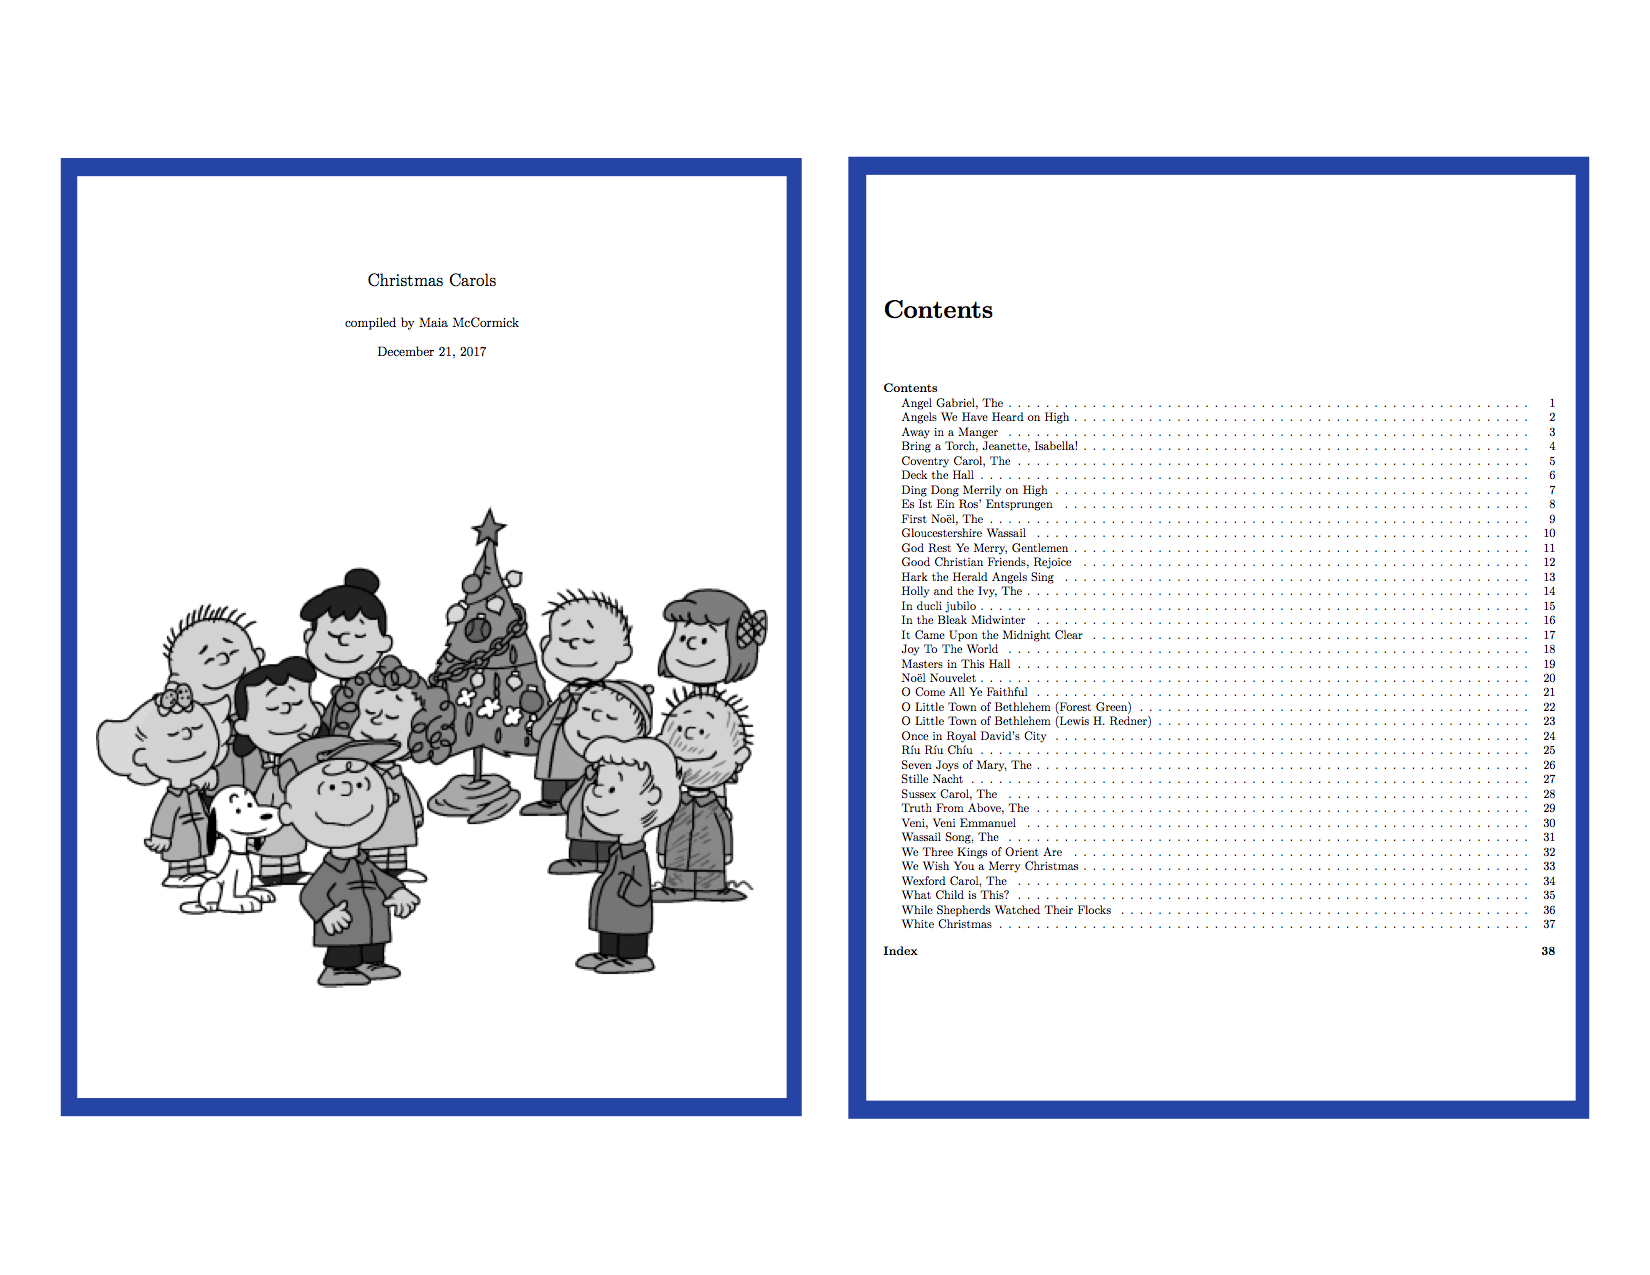 Christmas Carols
compiled by Maia McCormick
December 21, 2017
Contents
Contents
Angel Gabriel, The . . . . . . . . . . 1
Angels We Have Heard on High . . . . . . . . . . 2
Away in a Manger . . . . . . . . . . 3
Bring a Torch, Jeanette, Isabella! . . . . . . . . . . 4
Coventry Carol, The . . . . . . . . . . 5
Deck the Hall . . . . . . . . . . 6
Ding Dong Merrily on High . . . . . . . . . . 7
Es Ist Ein Ros' Entsprungen . . . . . . . . . . 8
First Noël, The . . . . . . . . . . 9
Gloucestershire Wassail . . . . . . . . . . 10
God Rest Ye Merry, Gentlemen . . . . . . . . . . 11
Good Christian Friends, Rejoice . . . . . . . . . . 12
Hark the Herald Angels Sing . . . . . . . . . . 13
Holly and the Ivy, The . . . . . . . . . . 14
In ducli jubilo . . . . . . . . . . 15
In the Bleak Midwinter . . . . . . . . . . 16
It Came Upon the Midnight Clear . . . . . . . . . . 17
Joy To The World . . . . . . . . . . 18
Masters in This Hall . . . . . . . . . . 19
Noël Nouvelet . . . . . . . . . . 20
O Come All Ye Faithful . . . . . . . . . . 21
O Little Town of Bethlehem (Forest Green) . . . . . . . . . . 22
O Little Town of Bethlehem (Lewis H. Redner) . . . . . . . . . . 23
Once in Royal David's City . . . . . . . . . . 24
Ríu Ríu Chíu . . . . . . . . . . 25
Seven Joys of Mary, The . . . . . . . . . . 26
Stille Nacht . . . . . . . . . . 27
Sussex Carol, The . . . . . . . . . . 28
Truth From Above, The . . . . . . . . . . 29
Veni, Veni Emmanuel . . . . . . . . . . 30
Wassail Song, The . . . . . . . . . . 31
We Three Kings of Orient Are . . . . . . . . . . 32
We Wish You a Merry Christmas . . . . . . . . . . 33
Wexford Carol, The . . . . . . . . . . 34
What Child is This? . . . . . . . . . . 35
While Shepherds Watched Their Flocks . . . . . . . . . . 36
White Christmas . . . . . . . . . . 37
Index 38